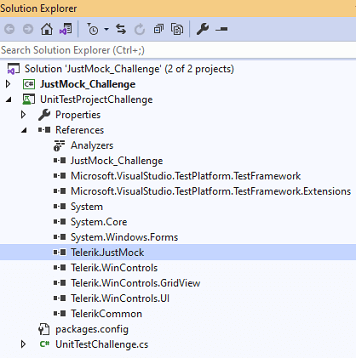 Solution Explorer
Search Solution Explorer (Ctrl+;)
Solution 'JustMock_Challenge' (2 of 2 projects)
JustMock_Challenge
UnitTestProjectChallenge
Properties
References
Analyzers
JustMock_Challenge
Microsoft.VisualStudio.TestPlatform.TestFramework
Microsoft.VisualStudio.TestPlatform.TestFramework.Extensions
System
System.Core
System.Windows.Forms
Telerik.JustMock
Telerik.WinControls
Telerik.WinControls.GridView
Telerik.WinControls.UI
TelerikCommon
packages.config
C# UnitTestChallenge.cs